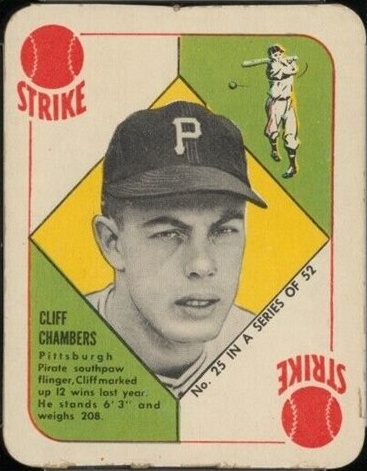 STRIKE
P
No. 25 IN A SERIES OF 52
CLIFF
CHAMBERS
Pittsburgh
Pirate southpaw
flinger, Cliff marked
up 12 wins last year.
He stands 6' 3" and
weighs 208.
STRIKE